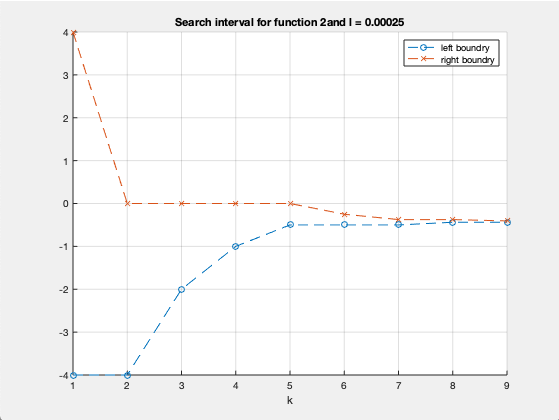 Search interval for function 2and l = 0.00025
left boundry
right boundry
4
3
2
1
0
-1
-2
-3
-4
1 2 3 4 5 6 7 8 9
k